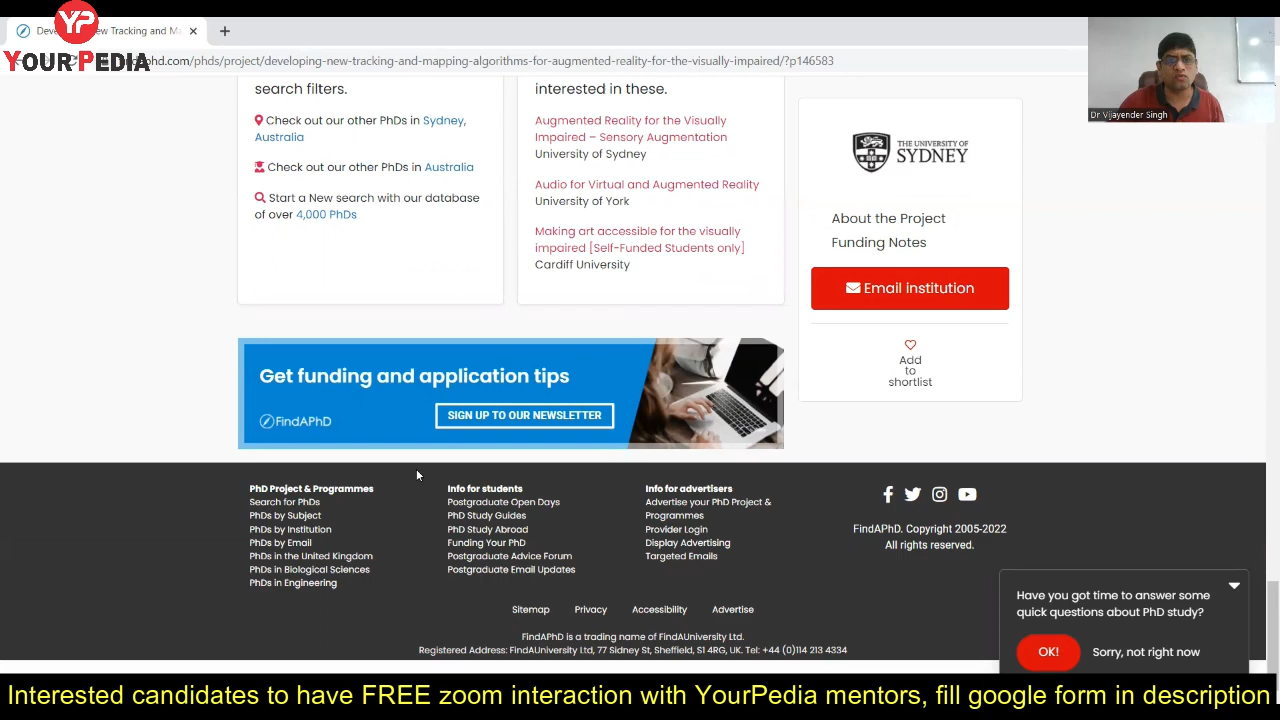 YP
YOURPEDIA
Dev
w Tracking and Ma
phd.com/phds/project/developing-new-tracking-and-mapping-algorithms-for-augmented-reality-for-the-visually-impaired/?p146583
Dr Vijayender Singh
search filters.
Check out our other PhDs in Sydney,
Australia
Check out our other PhDs in Australia
Start a New search with our database
of over 4,000 PhDs
interested in these.
Augmented Reality for the Visually
Impaired – Sensory Augmentation
University of Sydney
Audio for Virtual and Augmented Reality
University of York
Making art accessible for the visually
impaired [Self-Funded Students only]
Cardiff University
THE UNIVERSITY OF
SYDNEY
About the Project
Funding Notes
Email institution
Add
to
shortlist
Get funding and application tips
SIGN UP TO OUR NEWSLETTER
FindAPhD
PhD Project & Programmes
Search for PhDs
PhDs by Subject
PhDs by Institution
PhDs by Email
PhDs in the United Kingdom
PhDs in Biological Sciences
PhDs in Engineering
Info for students
Postgraduate Open Days
PhD Study Guides
PhD Study Abroad
Funding Your PhD
Postgraduate Advice Forum
Postgraduate Email Updates
Info for advertisers
Advertise your PhD Project &
Programmes
Provider Login
Display Advertising
Targeted Emails
FindAPhD. Copyright 2005-2022
All rights reserved.
Sitemap Privacy Accessibility Advertise
FindAPhD is a trading name of FindAUniversity Ltd.
Registered Address: FindAUniversity Ltd, 77 Sidney St, Sheffield, S1 4RG, UK. Tel: +44 (0)114 213 4334
Have you got time to answer some
quick questions about PhD study?
OK! Sorry, not right now
Interested candidates to have FREE zoom interaction with YourPedia mentors, fill google form in description